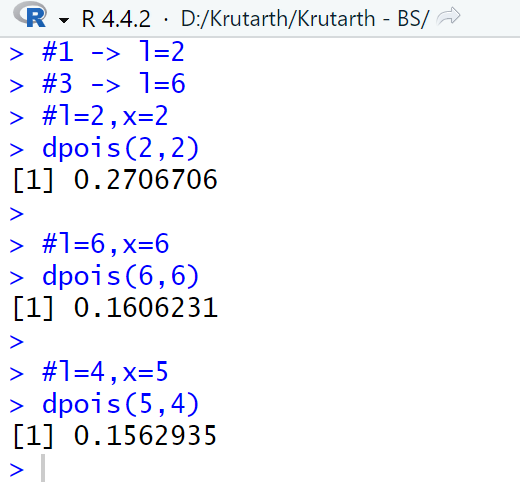 R R 4.4.2 · D:/Krutarth/Krutarth - BS/
> #1 -> l=2
> #3 -> l=6
> #l=2,x=2
> dpois(2,2)
[1] 0.2706706
>
> #l=6,x=6
> dpois(6,6)
[1] 0.1606231
>
> #l=4,x=5
> dpois(5,4)
[1] 0.1562935
>